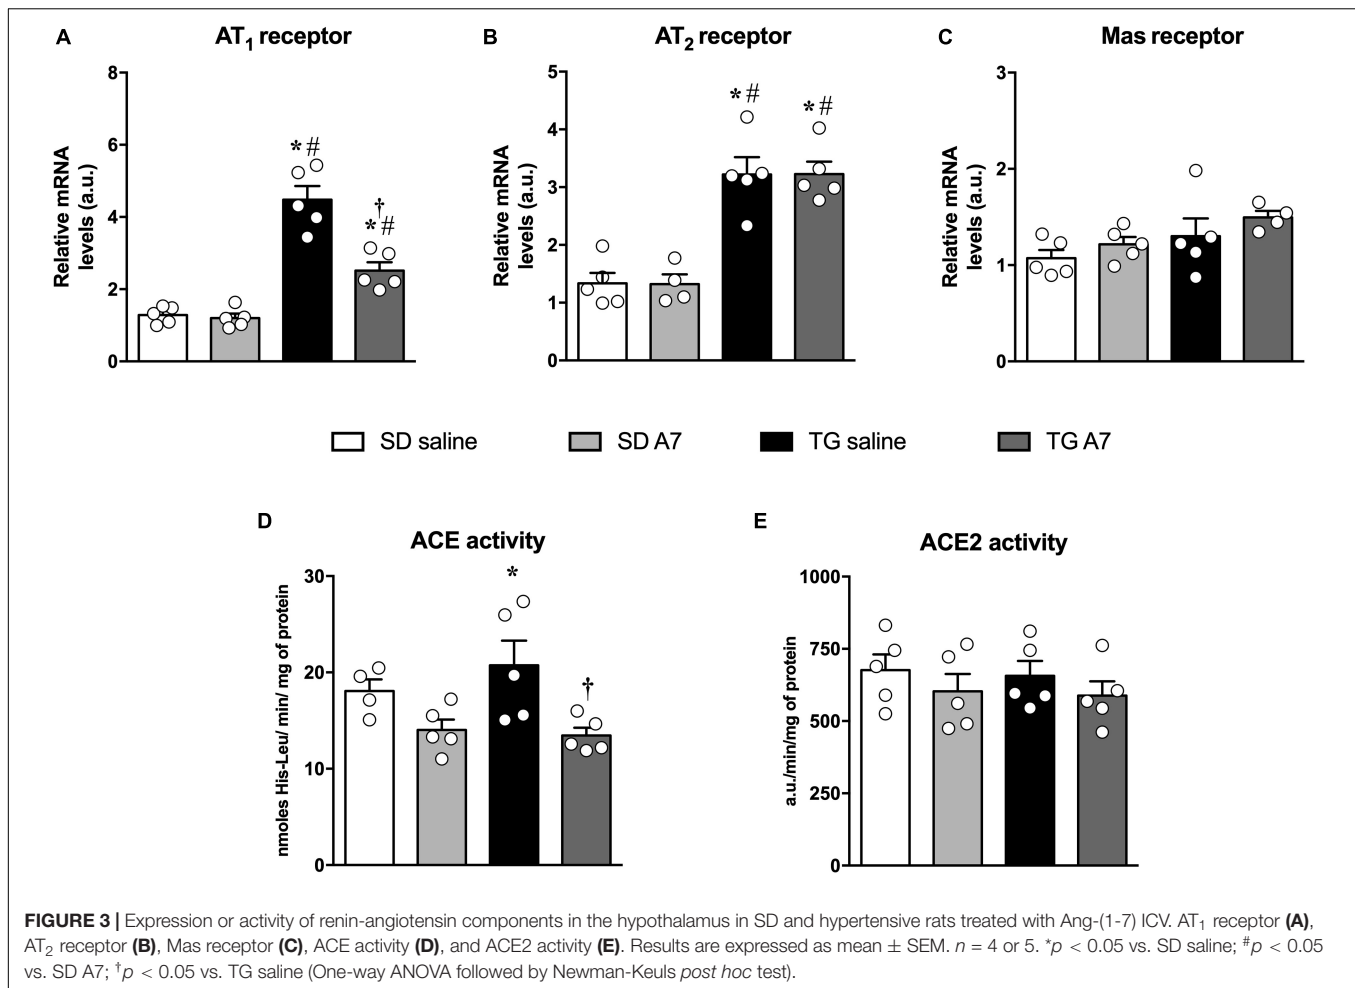 A AT1 receptor
B AT2 receptor
C Mas receptor
Relative mRNA
levels (a.u.)
8
6
4
2
0
*#
†
*#
Relative mRNA
levels (a.u.)
5
4
3
2
1
0
*#
*#
Relative mRNA
levels (a.u.)
3
2
1
0
SD saline SD A7 TG saline TG A7
D ACE activity
nmoles His-Leu/ min/ mg of protein
30
20
10
0
*
†
E ACE2 activity
a.u./min/mg of protein
1000
750
500
250
0
FIGURE 3 | Expression or activity of renin-angiotensin components in the hypothalamus in SD and hypertensive rats treated with Ang-(1-7) ICV. AT1 receptor (A),
AT2 receptor (B), Mas receptor (C), ACE activity (D), and ACE2 activity (E). Results are expressed as mean ± SEM. n = 4 or 5. *p < 0.05 vs. SD saline; #p < 0.05
vs. SD A7; †p < 0.05 vs. TG saline (One-way ANOVA followed by Newman-Keuls post hoc test).